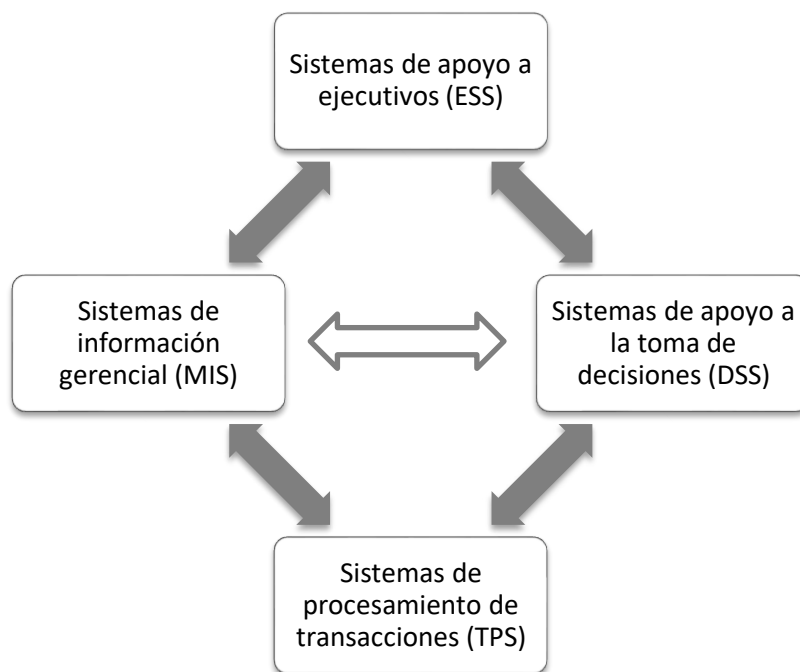 Sistemas de apoyo a
ejecutivos (ESS)
Sistemas de
información
gerencial (MIS)
Sistemas de apoyo a
la toma de
decisiones (DSS)
Sistemas de
procesamiento de
transacciones (TPS)